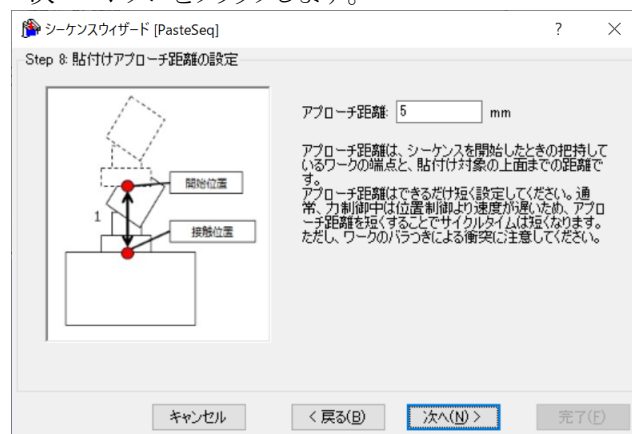 シーケンスウィザード [PasteSeq]
? ×
Step 8: 貼付けアプローチ距離の設定
アプローチ距離: 5 mm
アプローチ距離は、シーケンスを開始したときの把持して
いるワークの端点と、貼付け対象の上面までの距離で
す。
アプローチ距離はできるだけ短く設定してください。通
常、力制御中は位置制御より速度が遅いため、アプロ
ーチ距離を短くすることでサイクルタイムは短くなります。
ただし、ワークのバラつきによる衝突に注意してください。
開始位置
1
接触位置
キャンセル
< 戻る(B)
次へ(N) >
完了(F)